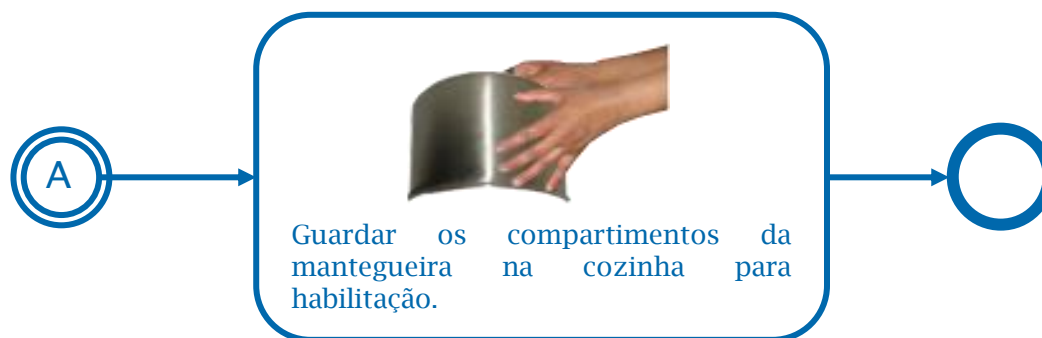 A
Guardar os compartimentos da
mantegueira na cozinha para
habilitação.